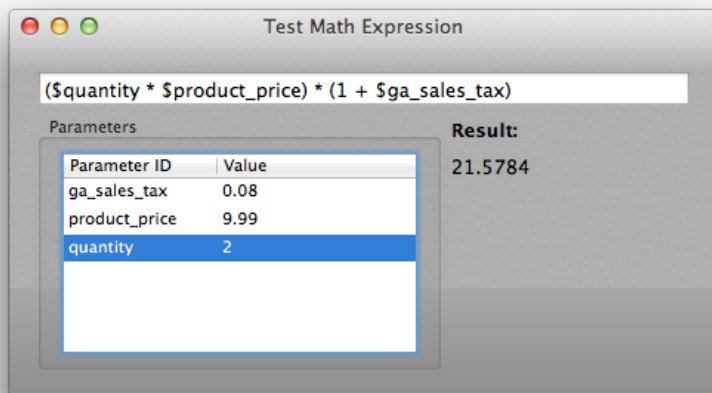 Test Math Expression
($quantity * $product_price) * (1 + $ga_sales_tax)
Parameters
Result:
21.5784
Parameter ID Value
ga_sales_tax 0.08
product_price 9.99
quantity 2